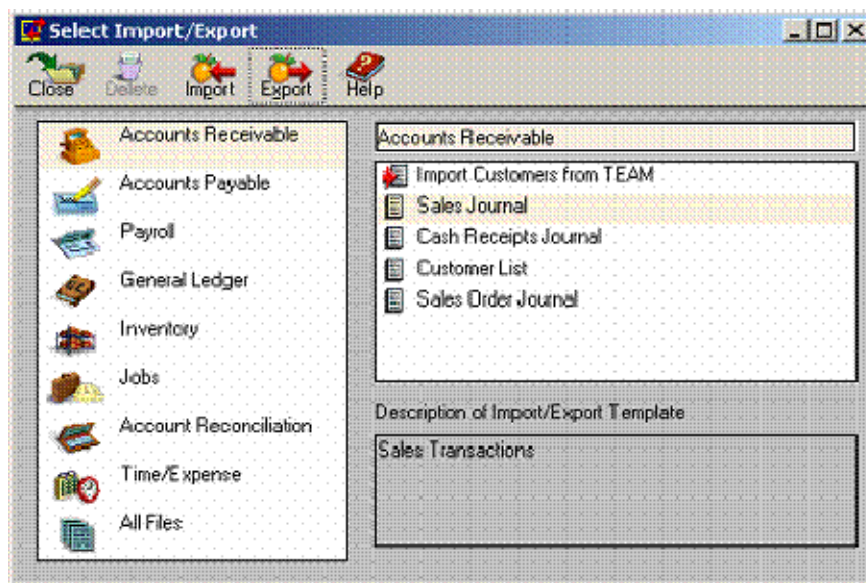 Select Import/Export
Close Delete Import Export Help
Accounts Receivable
Accounts Payable
Payroll
General Ledger
Inventory
Jobs
Account Reconciliation
Time/Expense
All Files
Accounts Receivable
Import Customers from TEAM
Sales Journal
Cash Receipts Journal
Customer List
Sales Order Journal
Description of Import/Export Template
Sales Transactions